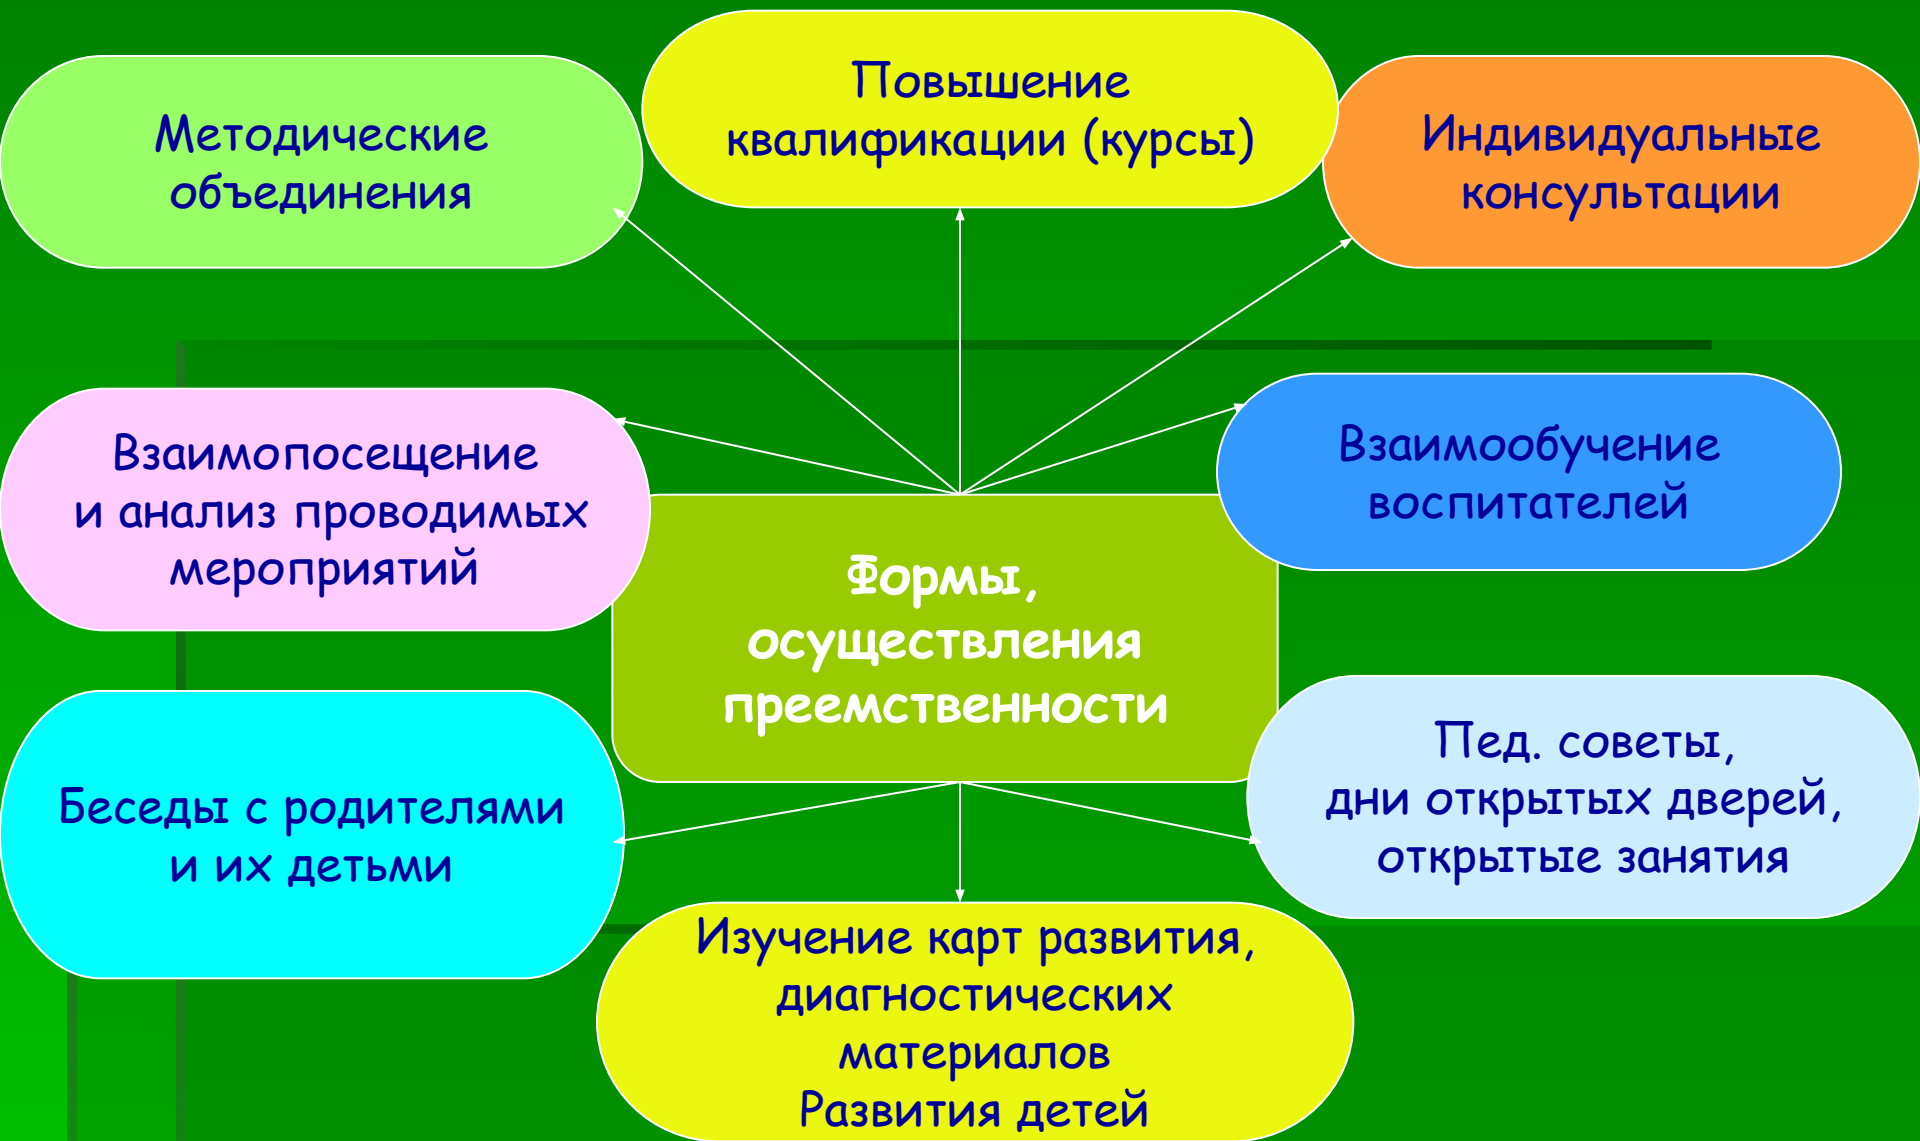 Методические
объединения
Повышение
квалификации (курсы)
Индивидуальные
консультации
Взаимопосещение
и анализ проводимых
мероприятий
Формы,
осуществления
преемственности
Взаимообучение
воспитателей
Беседы с родителями
и их детьми
Пед. советы,
дни открытых дверей,
открытые занятия
Изучение карт развития,
диагностических
материалов
Развития детей